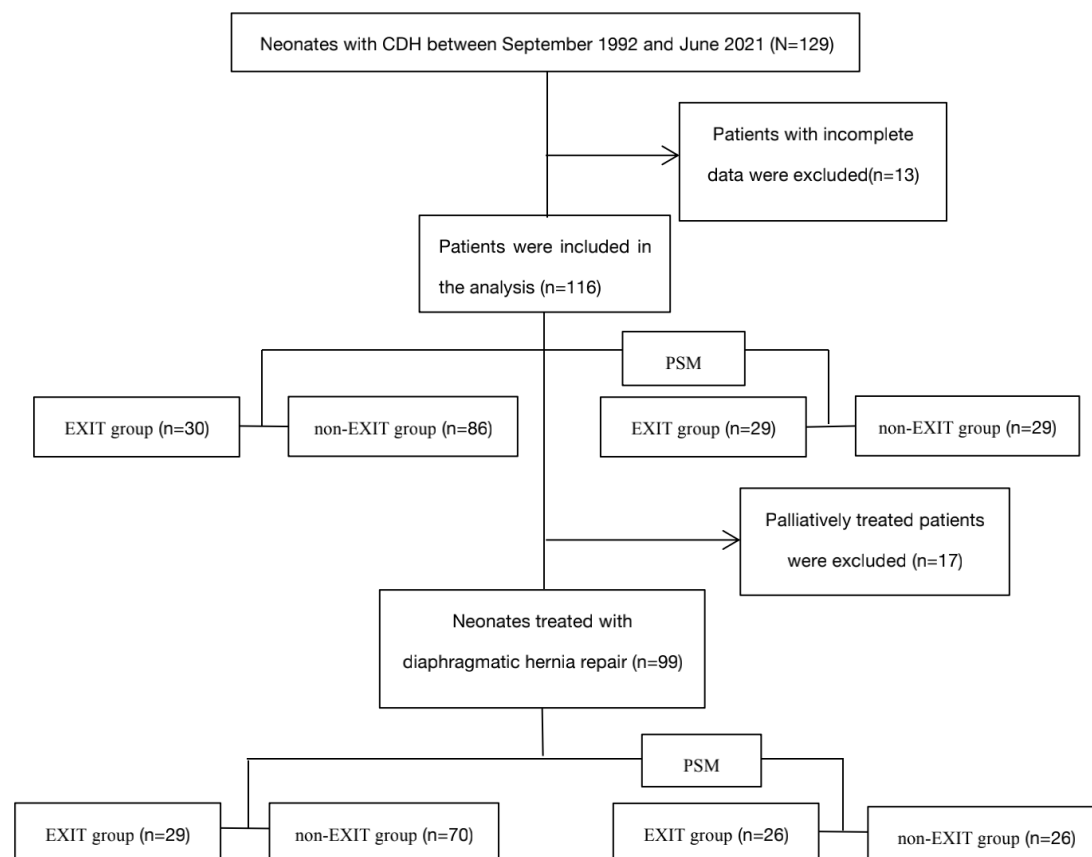 Neonates with CDH between September 1992 and June 2021 (N=129)
Patients with incomplete
data were excluded(n=13)
Patients were included in
the analysis (n=116)
PSM
EXIT group (n=30)
non-EXIT group (n=86)
EXIT group (n=29)
non-EXIT group (n=29)
Palliatively treated patients
were excluded (n=17)
Neonates treated with
diaphragmatic hernia repair (n=99)
PSM
EXIT group (n=29)
non-EXIT group (n=70)
EXIT group (n=26)
non-EXIT group (n=26)